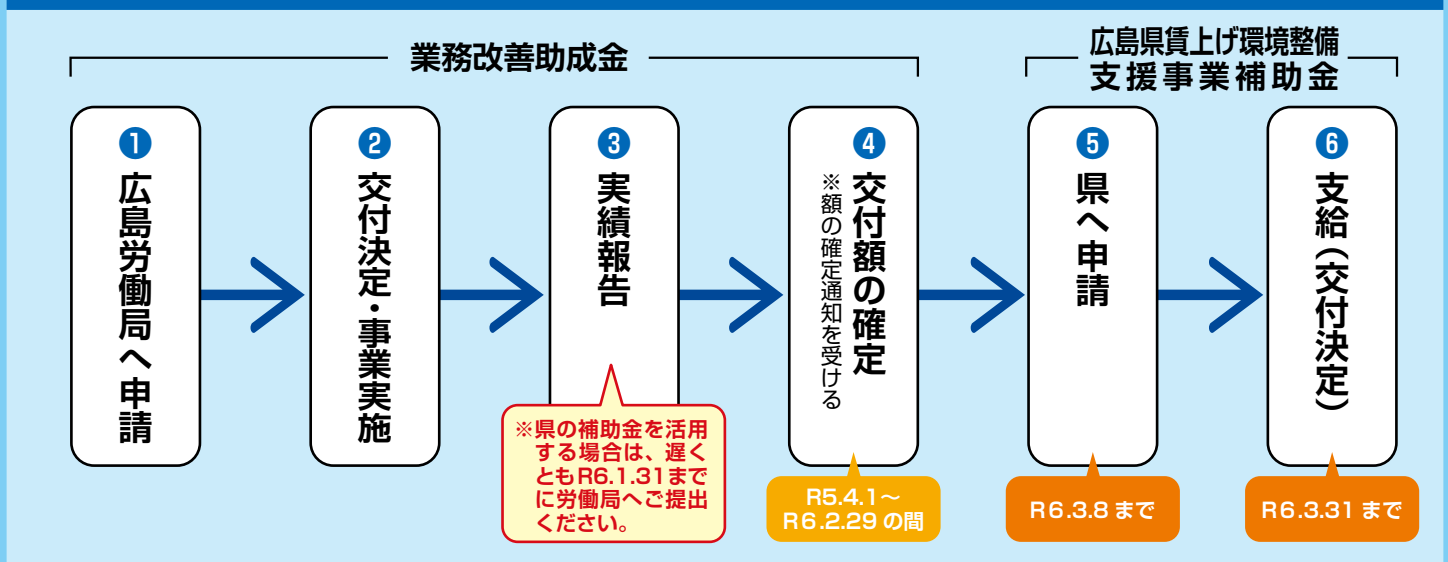 業務改善助成金
広島県賃上げ環境整備
支援事業補助金
❶
広島労働局へ申請
❷
交付決定・事業実施
❸
実績報告
※県の補助金を活用
する場合は、遅く
ともR6.1.31まで
に労働局へご提出
ください。
❹
交付額の確定
※額の確定通知を受ける
R5.4.1～
R6.2.29の間
❺
県へ申請
R6.3.8まで
❻
支給（交付決定）
R6.3.31まで